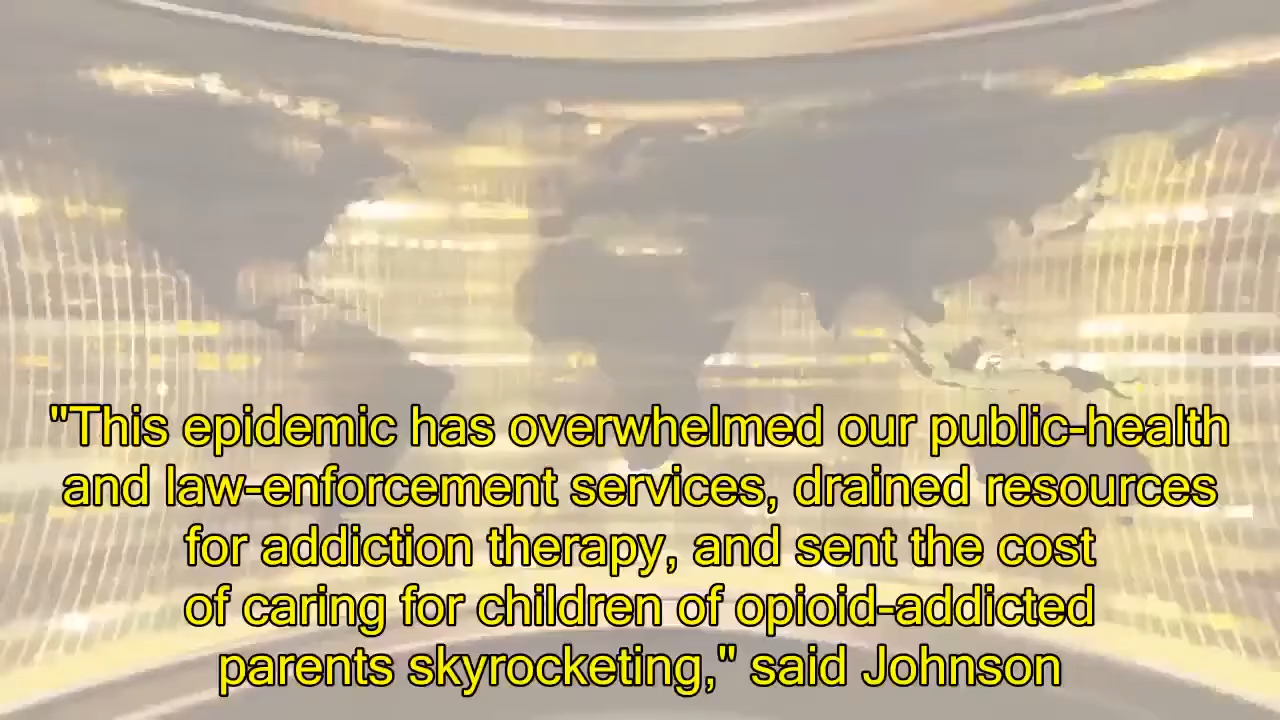 "This epidemic has overwhelmed our public-health
and law-enforcement services, drained resources
for addiction therapy, and sent the cost
of caring for children of opioid-addicted
parents skyrocketing," said Johnson